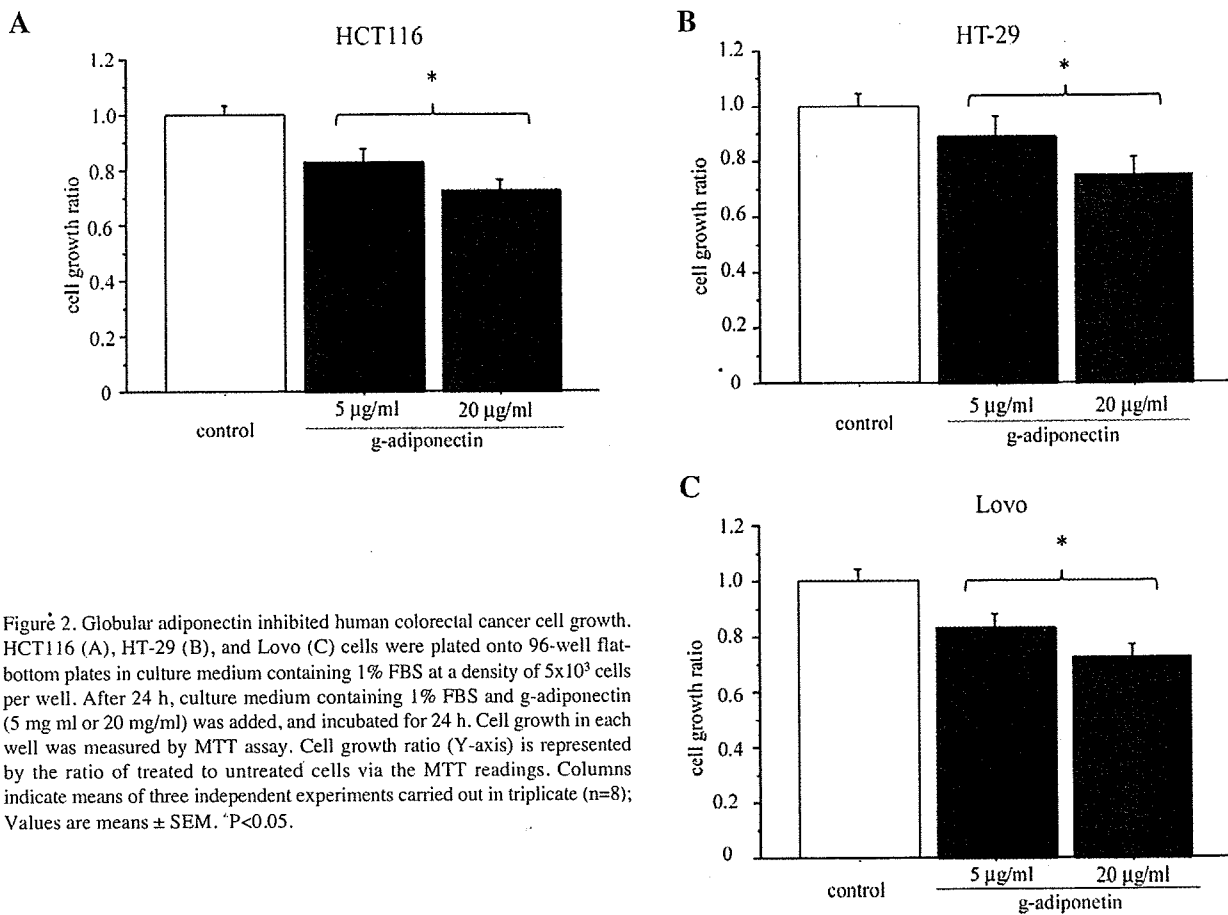 A
HCT116
*
1.2
1.0
0.8
0.6
0.4
0.2
0
cell growth ratio
control
5 µg/ml
20 µg/ml
g-adiponectin
B
HT-29
*
1.2
1.0
0.8
0.6
0.4
0.2
0
cell growth ratio
control
5 µg/ml
20 µg/ml
g-adiponectin
C
Lovo
*
1.2
1.0
0.8
0.6
0.4
0.2
0
cell growth ratio
control
5 µg/ml
20 µg/ml
g-adiponetin
Figure 2. Globular adiponectin inhibited human colorectal cancer cell growth.
HCT116 (A), HT-29 (B), and Lovo (C) cells were plated onto 96-well flat-
bottom plates in culture medium containing 1% FBS at a density of 5x10³ cells
per well. After 24 h, culture medium containing 1% FBS and g-adiponectin
(5 mg ml or 20 mg/ml) was added, and incubated for 24 h. Cell growth in each
well was measured by MTT assay. Cell growth ratio (Y-axis) is represented
by the ratio of treated to untreated cells via the MTT readings. Columns
indicate means of three independent experiments carried out in triplicate (n=8);
Values are means ± SEM. *P<0.05.